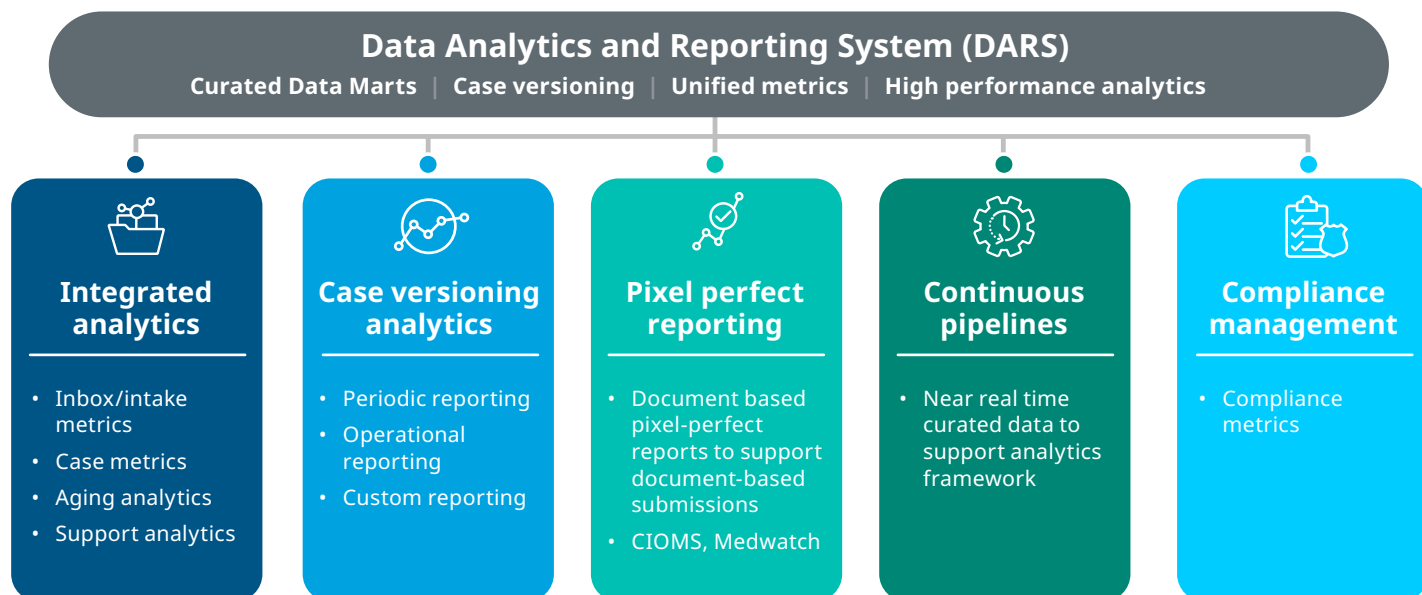 Data Analytics and Reporting System (DARS)
Curated Data Marts | Case versioning | Unified metrics | High performance analytics
Integrated
analytics
• Inbox/intake
metrics
• Case metrics
• Aging analytics
• Support analytics
Case versioning
analytics
• Periodic reporting
• Operational
reporting
• Custom reporting
Pixel perfect
reporting
• Document based
pixel-perfect
reports to support
document-based
submissions
• CIOMS, Medwatch
Continuous
pipelines
• Near real time
curated data to
support analytics
framework
Compliance
management
• Compliance
metrics